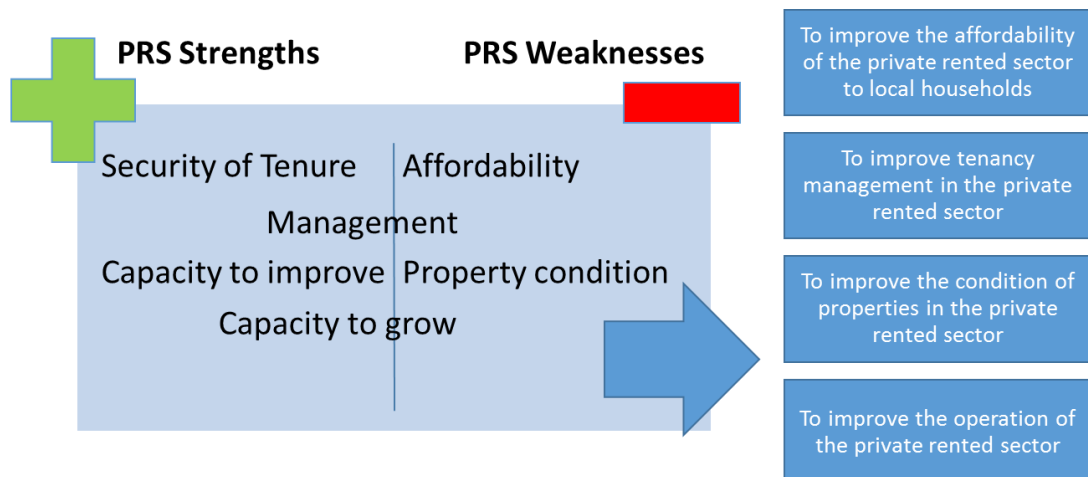 PRS Strengths
PRS Weaknesses
Security of Tenure
Affordability
Management
Capacity to improve
Property condition
Capacity to grow
To improve the affordability
of the private rented sector
to local households
To improve tenancy
management in the private
rented sector
To improve the condition of
properties in the private
rented sector
To improve the operation of
the private rented sector